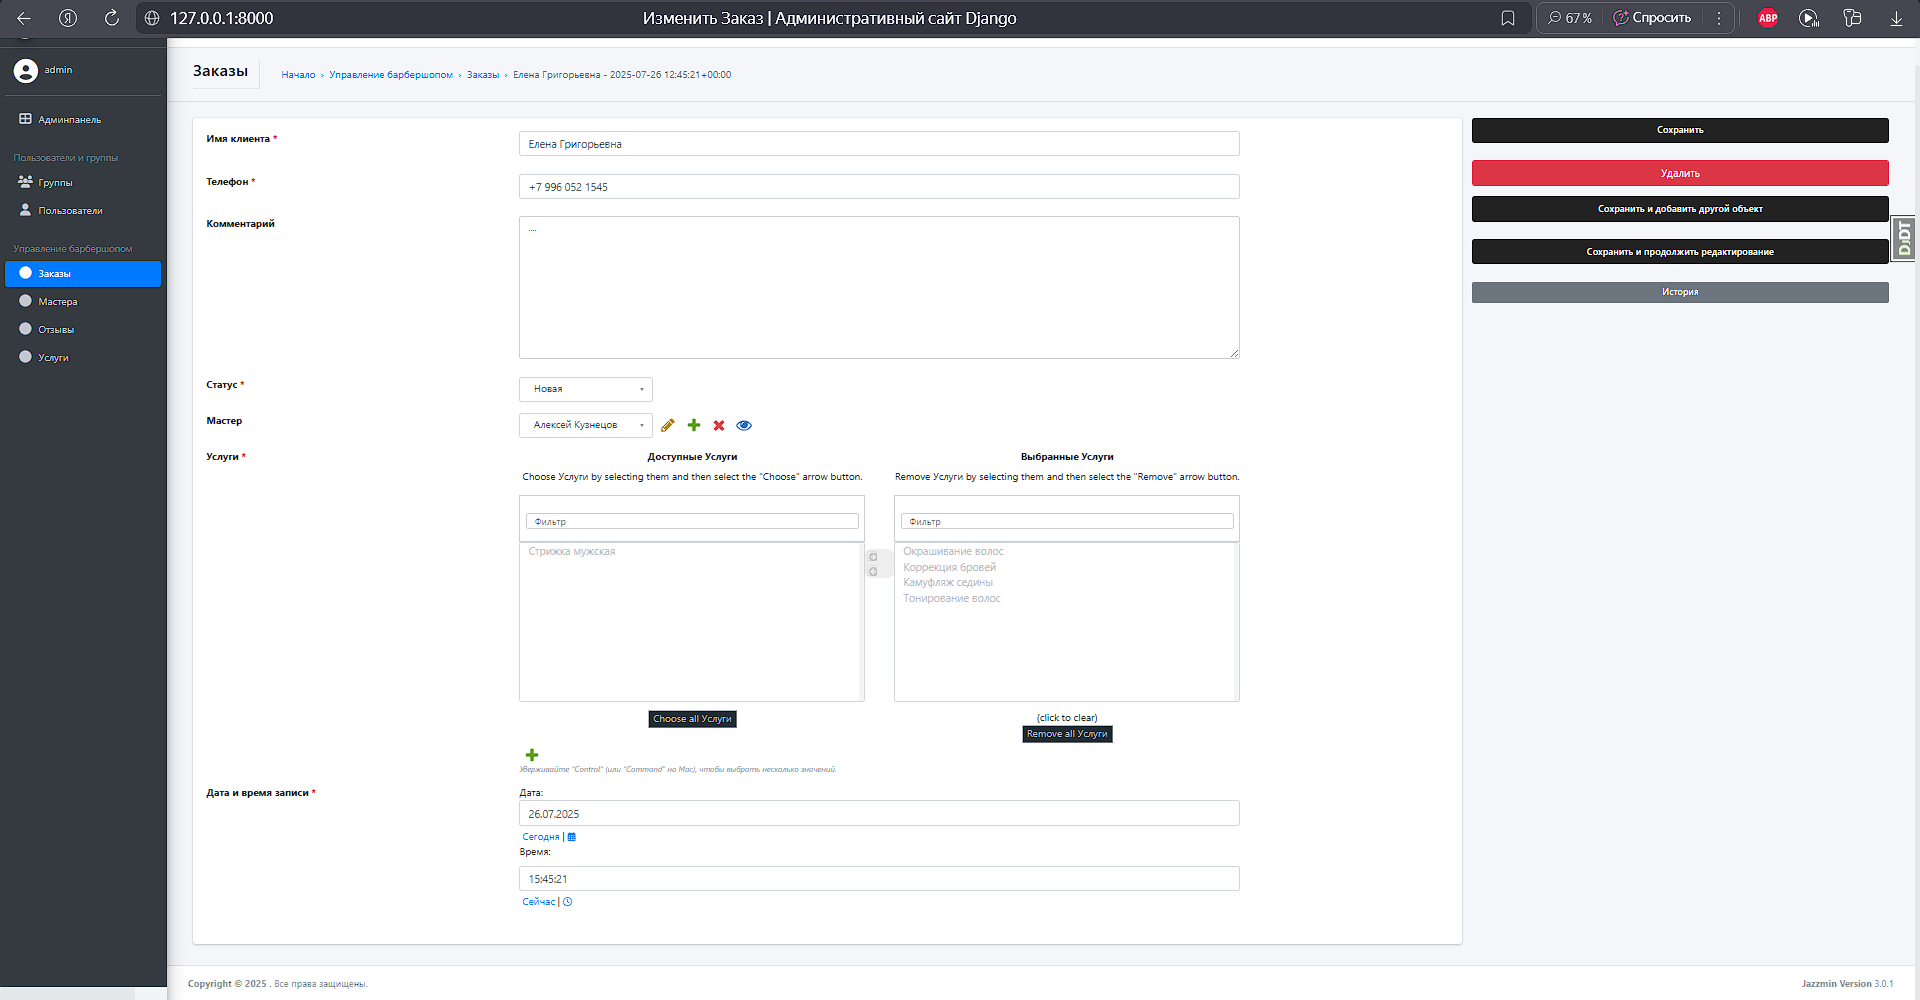 127.0.0.1:8000
Изменить Заказ | Административный сайт Django
67 %
Спросить
ABP
admin
Админпанель
Пользователи и группы
Группы
Пользователи
Управление барбершопом
Заказы
Мастера
Отзывы
Услуги
Заказы
Начало › Управление барбершопом › Заказы › Елена Григорьевна - 2025-07-26 12:45:21+00:00
Имя клиента *
Елена Григорьевна
Телефон *
+7 996 052 1545
Комментарий
....
Статус *
Новая
Мастер
Алексей Кузнецов
Услуги *
Доступные Услуги
Choose Услуги by selecting them and then select the "Choose" arrow button.
Фильтр
Стрижка мужская
Choose all Услуги
Выбранные Услуги
Remove Услуги by selecting them and then select the "Remove" arrow button.
Фильтр
Окрашивание волос
Коррекция бровей
Камуфляж седины
Тонирование волос
(click to clear)
Remove all Услуги
Удерживайте "Control" (или "Command" на Mac), чтобы выбрать несколько значений.
Дата и время записи *
Дата:
26.07.2025
Сегодня |
Время:
15:45:21
Сейчас |
Сохранить
Удалить
Сохранить и добавить другой объект
Сохранить и продолжить редактирование
История
DjDT
Copyright © 2025 . Все права защищены.
Jazzmin Version 3.0.1